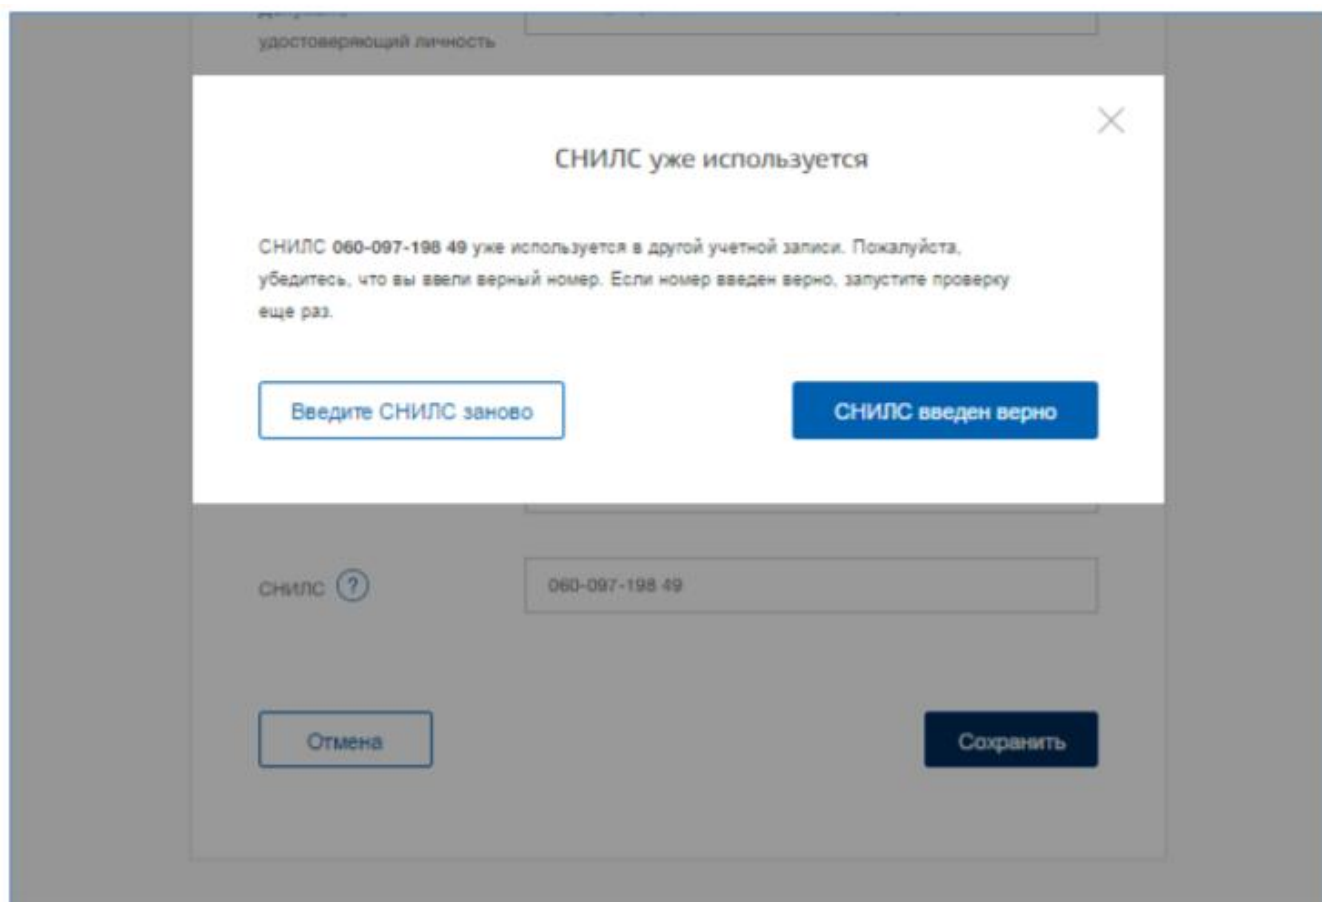 удостоверяющий личность
СНИЛС уже используется
СНИЛС 060-097-198 49 уже используется в другой учетной записи. Пожалуйста,
убедитесь, что вы ввели верный номер. Если номер введен верно, запустите проверку
еще раз.
Введите СНИЛС заново
СНИЛС введен верно
СНИЛС ?
060-097-198 49
Отмена
Сохранить